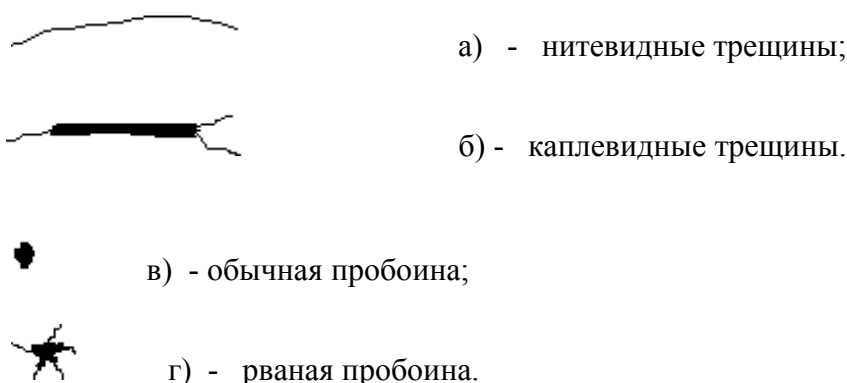 а) - нитевидные трещины;
б) - каплевидные трещины.
в) - обычная пробоина;
г) - рваная пробоина.